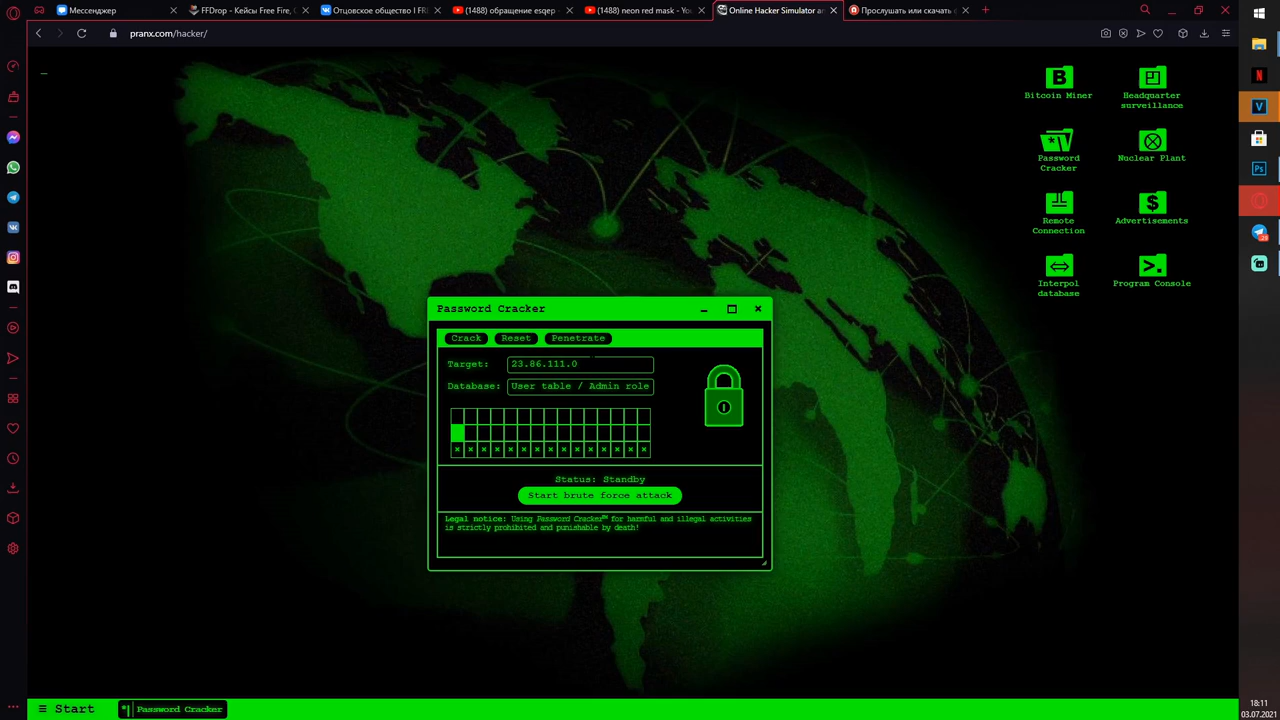 Мессенджер
FFDrop - Кейсы Free Fire,
Отцовское общество I FR
(1488) обращение esqep -
(1488) neon red mask - You
Online Hacker Simulator an
Прослушать или скачать
pranx.com/hacker/
_
B
Bitcoin Miner
Headquarter
surveillance
*\
Password
Cracker
Nuclear Plant
Remote
Connection
$
Advertisements
Interpol
database
>.
Program Console
Password Cracker
Crack Reset Penetrate
Target: 23.86.111.0
Database: User table / Admin role
* * * * * * * * * * * * * * *
Status: Standby
Start brute force attack
Legal notice: Using Password Cracker™ for harmful and illegal activities
is strictly prohibited and punishable by death!
≡ Start
Password Cracker
N
V
Ps
18:11
03.07.2021